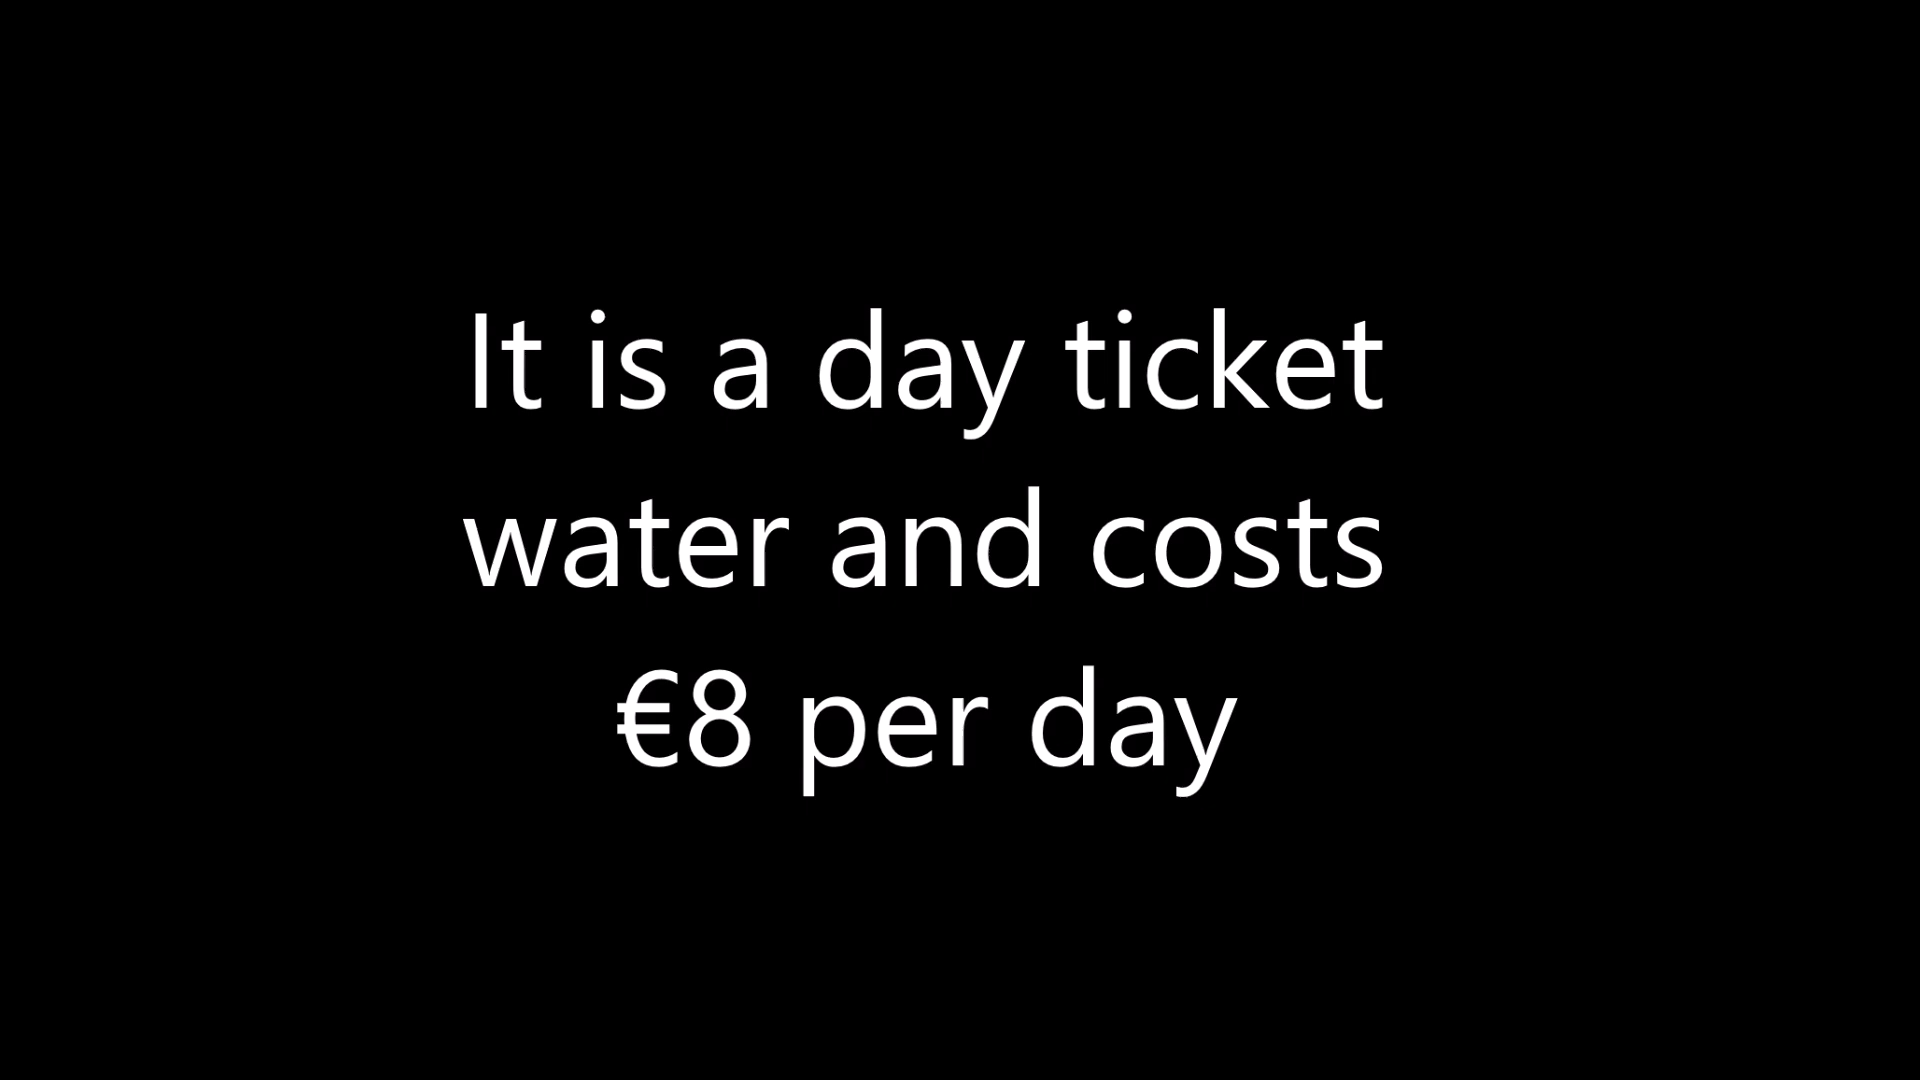 It is a day ticket
water and costs
€8 per day